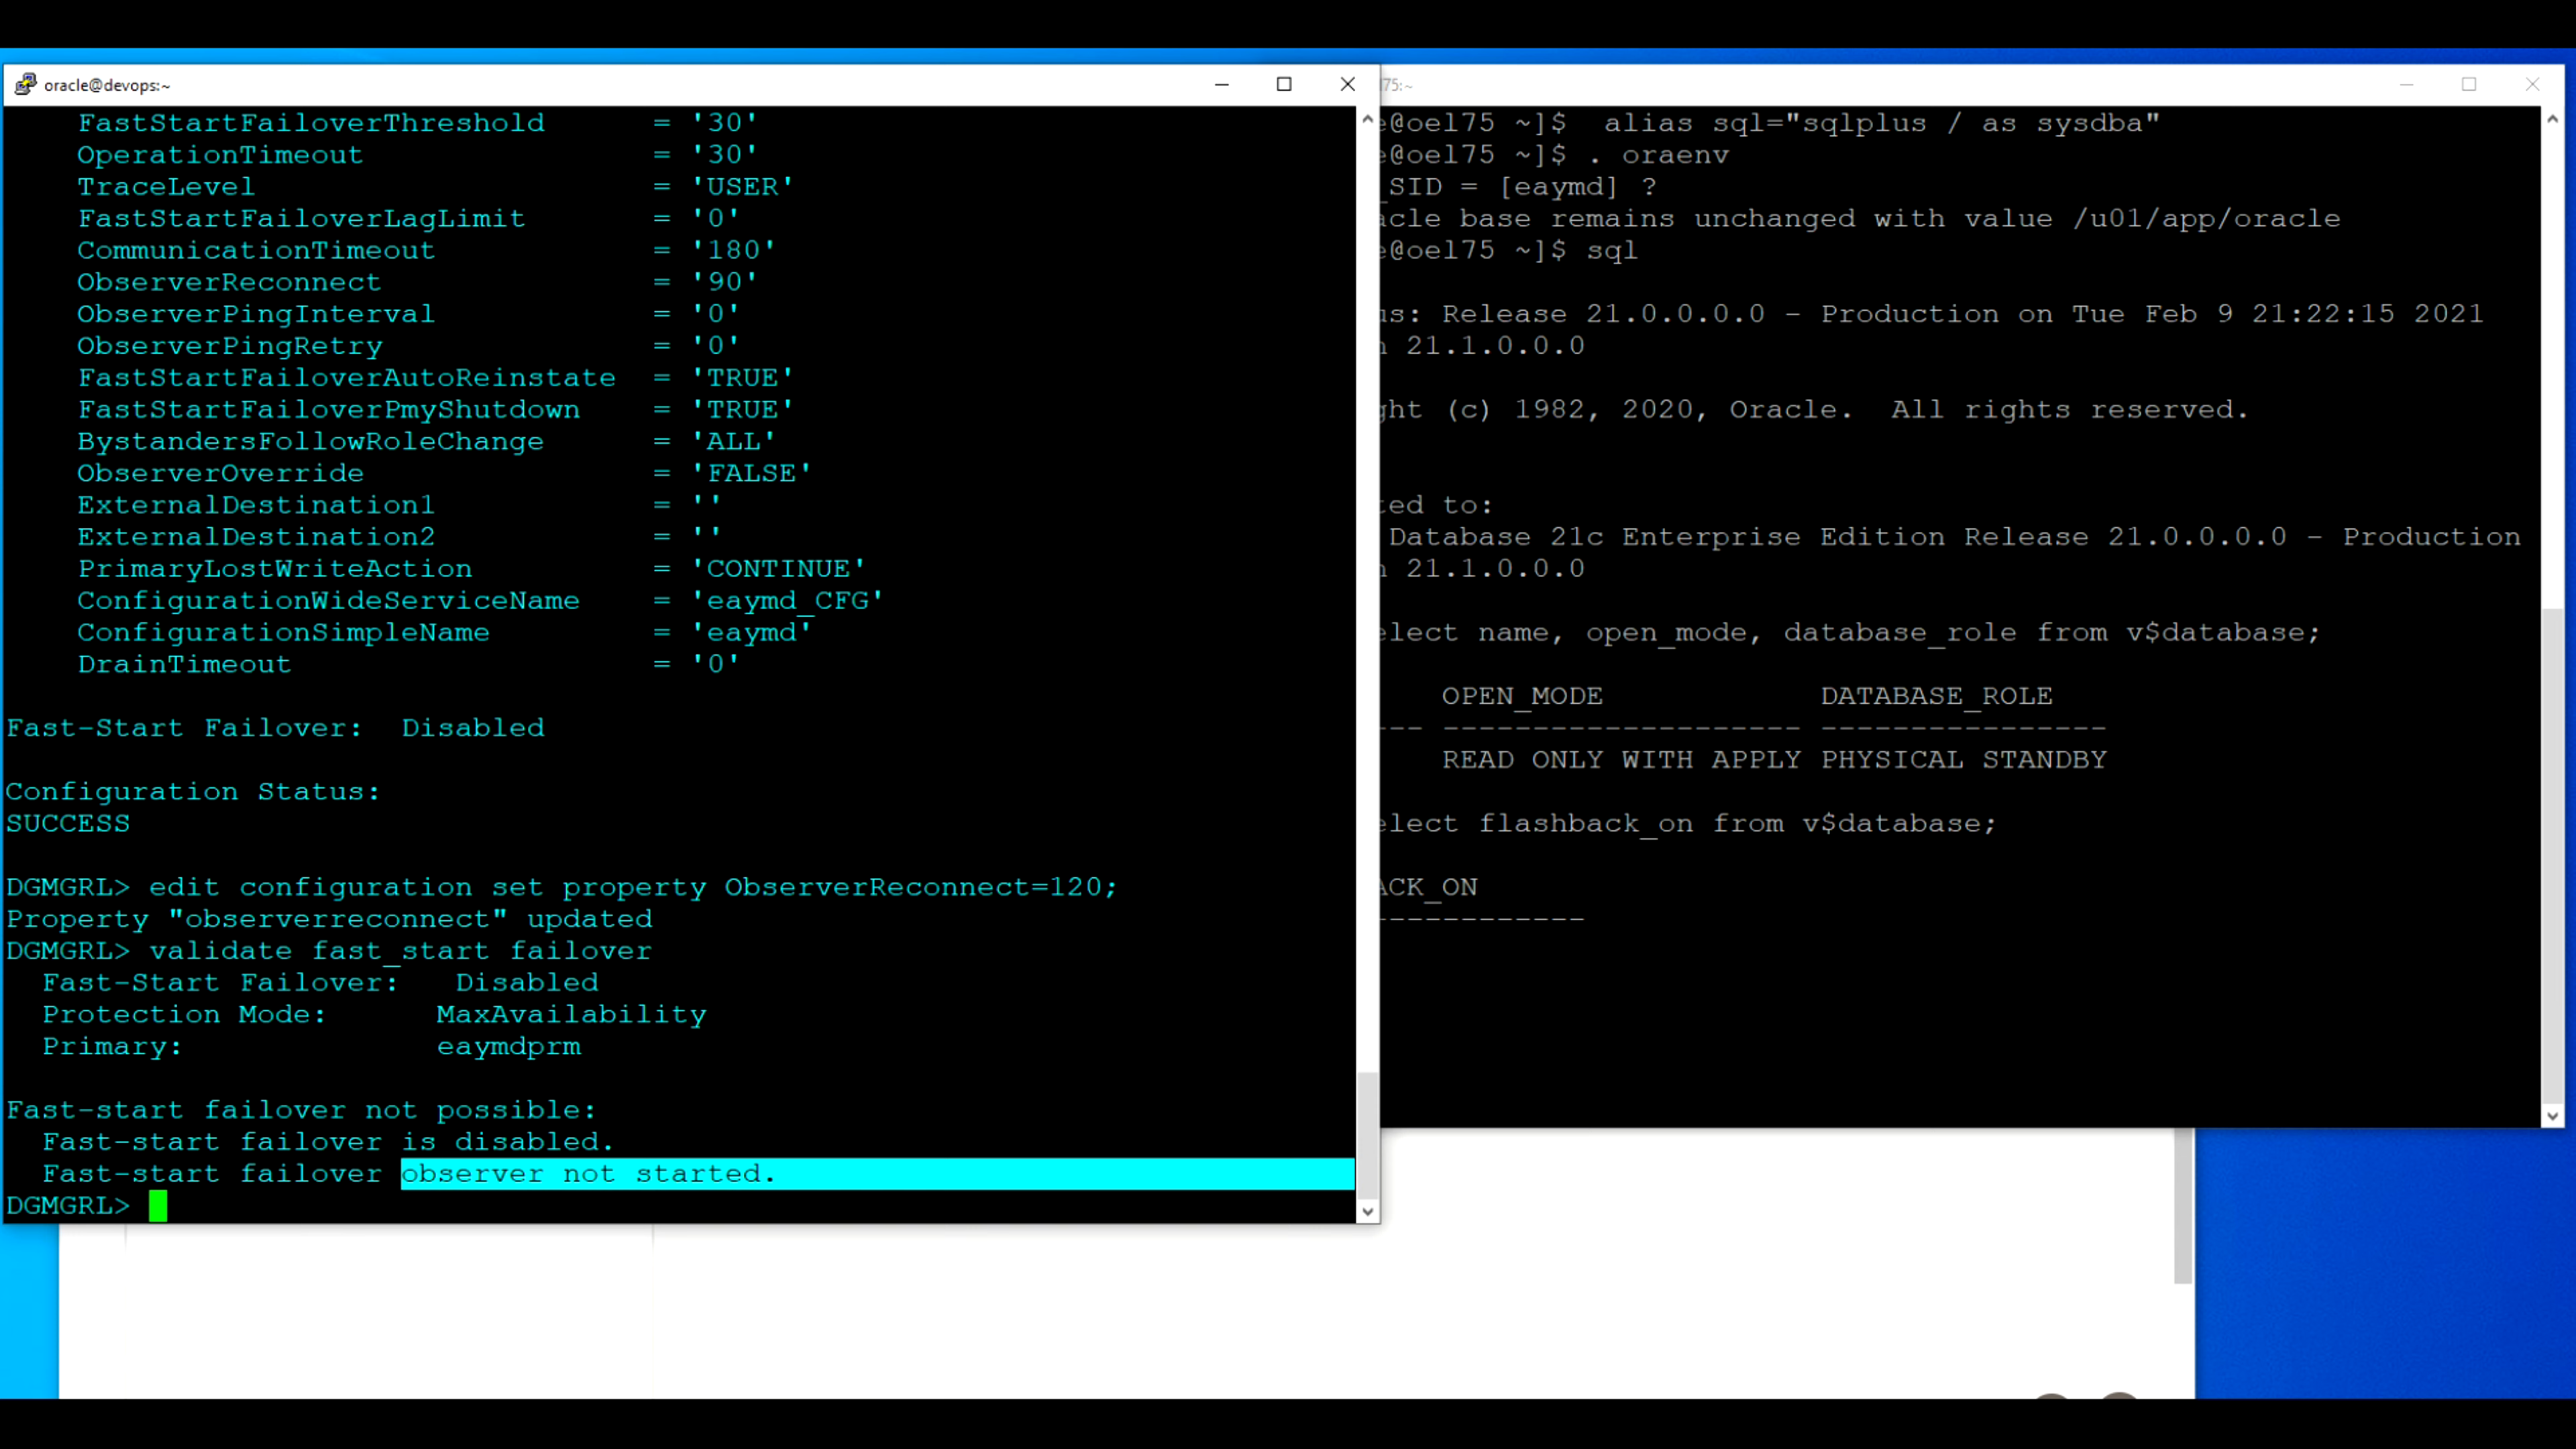 oracle@devops:~
FastStartFailoverThreshold = '30'
OperationTimeout = '30'
TraceLevel = 'USER'
FastStartFailoverLagLimit = '0'
CommunicationTimeout = '180'
ObserverReconnect = '90'
ObserverPingInterval = '0'
ObserverPingRetry = '0'
FastStartFailoverAutoReinstate = 'TRUE'
FastStartFailoverPmyShutdown = 'TRUE'
BystandersFollowRoleChange = 'ALL'
ObserverOverride = 'FALSE'
ExternalDestination1 = ''
ExternalDestination2 = ''
PrimaryLostWriteAction = 'CONTINUE'
ConfigurationWideServiceName = 'eaymd_CFG'
ConfigurationSimpleName = 'eaymd'
DrainTimeout = '0'
Fast-Start Failover: Disabled
Configuration Status:
SUCCESS
DGMGRL> edit configuration set property ObserverReconnect=120;
Property "observerreconnect" updated
DGMGRL> validate fast_start failover
Fast-Start Failover: Disabled
Protection Mode: MaxAvailability
Primary: eaymdprm
Fast-start failover not possible:
Fast-start failover is disabled.
Fast-start failover observer not started.
DGMGRL>
75:~
@oel75 ~]$ alias sql="sqlplus / as sysdba"
@oel75 ~]$ . oraenv
_SID = [eaymd] ?
acle base remains unchanged with value /u01/app/oracle
@oel75 ~]$ sql
us: Release 21.0.0.0.0 - Production on Tue Feb 9 21:22:15 2021
21.1.0.0.0
ght (c) 1982, 2020, Oracle. All rights reserved.
ted to:
Database 21c Enterprise Edition Release 21.0.0.0.0 - Production
21.1.0.0.0
elect name, open_mode, database_role from v$database;
OPEN_MODE DATABASE_ROLE
--- -------------------- ----------------
READ ONLY WITH APPLY PHYSICAL STANDBY
elect flashback_on from v$database;
ACK_ON
------------